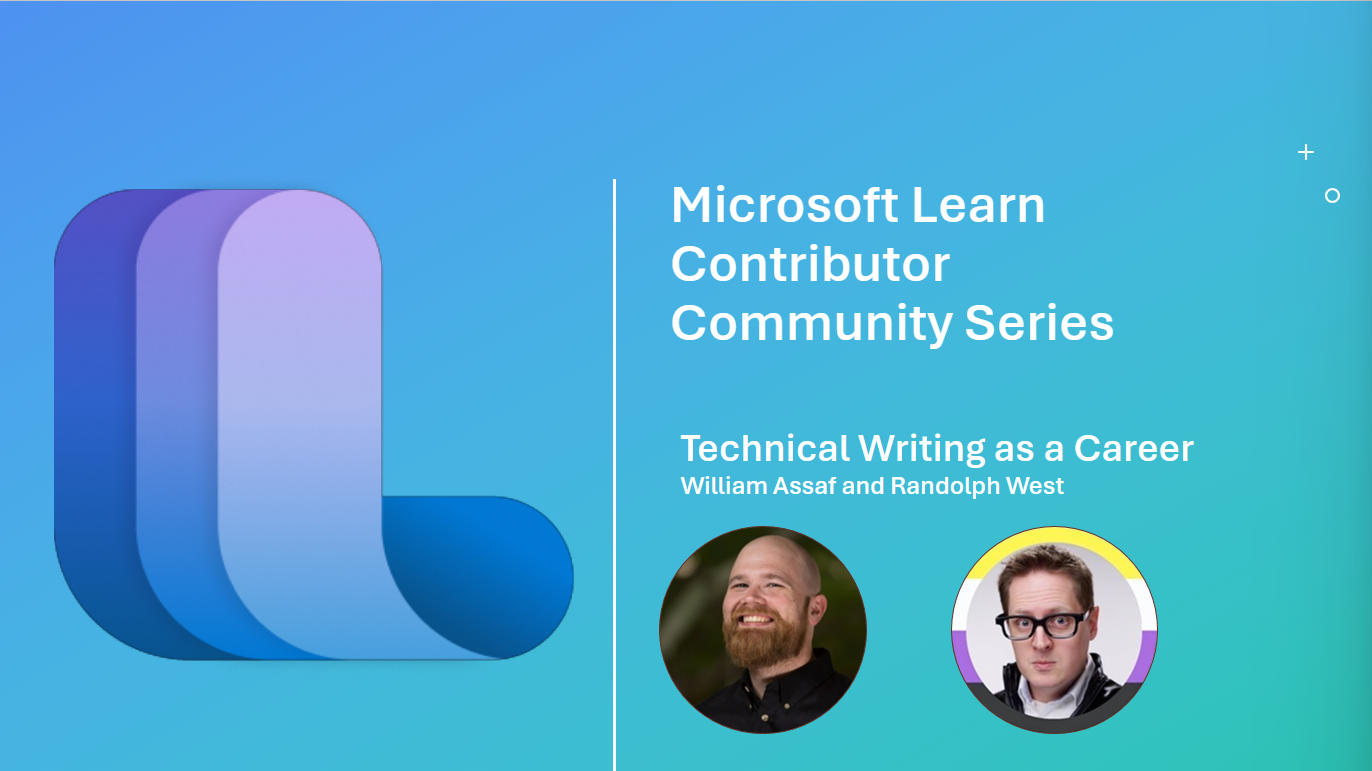 Microsoft Learn
Contributor
Community Series
Technical Writing as a Career
William Assaf and Randolph West